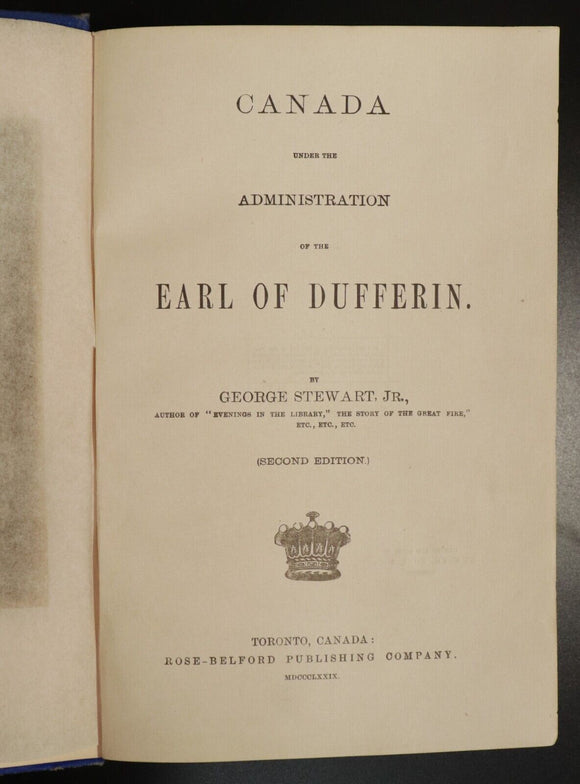 CANADA
UNDER THE
ADMINISTRATION
OF THE
EARL OF DUFFERIN.
BY
GEORGE STEWART, JR.,
AUTHOR OF "EVENINGS IN THE LIBRARY," THE STORY OF THE GREAT FIRE,"
ETC., ETC., ETC.
(SECOND EDITION.)
TORONTO, CANADA:
ROSE-BELFORD PUBLISHING COMPANY.
MDCCCLXXIX.